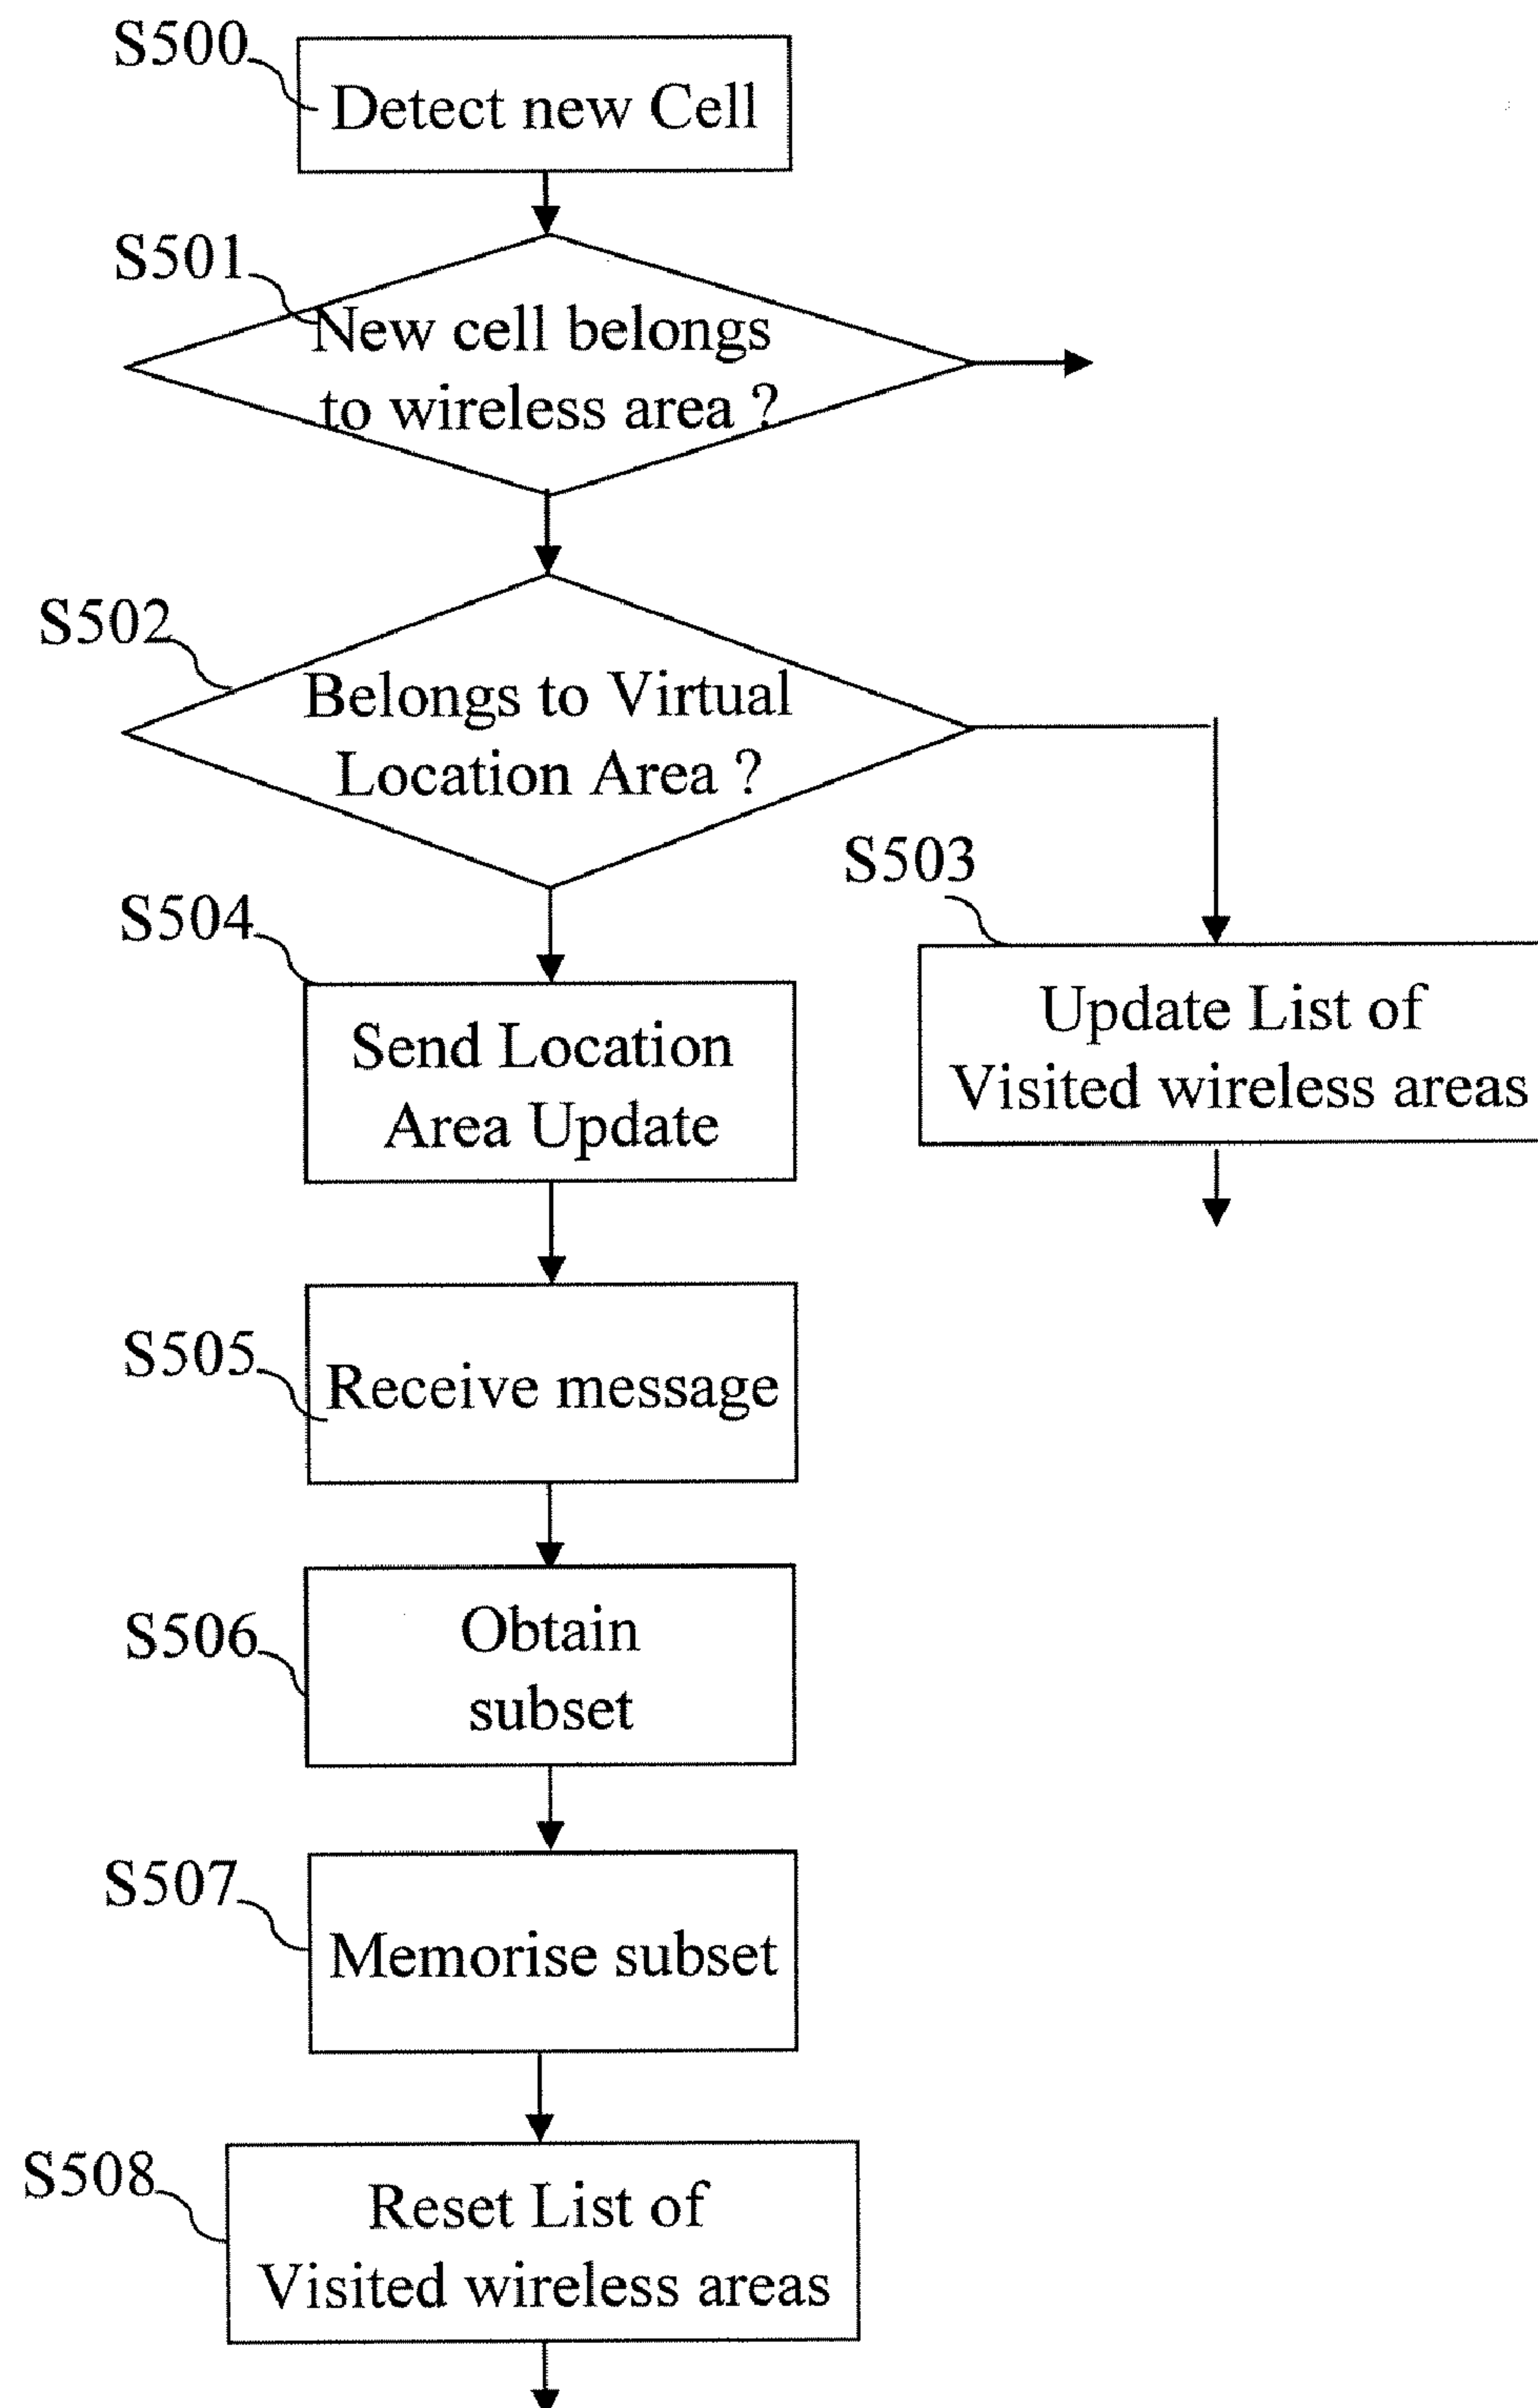 S500
Detect new Cell
S501
New cell belongs
to wireless area ?
S502
Belongs to Virtual
Location Area ?
S503
Update List of
Visited wireless areas
S504
Send Location
Area Update
S505
Receive message
S506
Obtain
subset
S507
Memorise subset
S508
Reset List of
Visited wireless areas